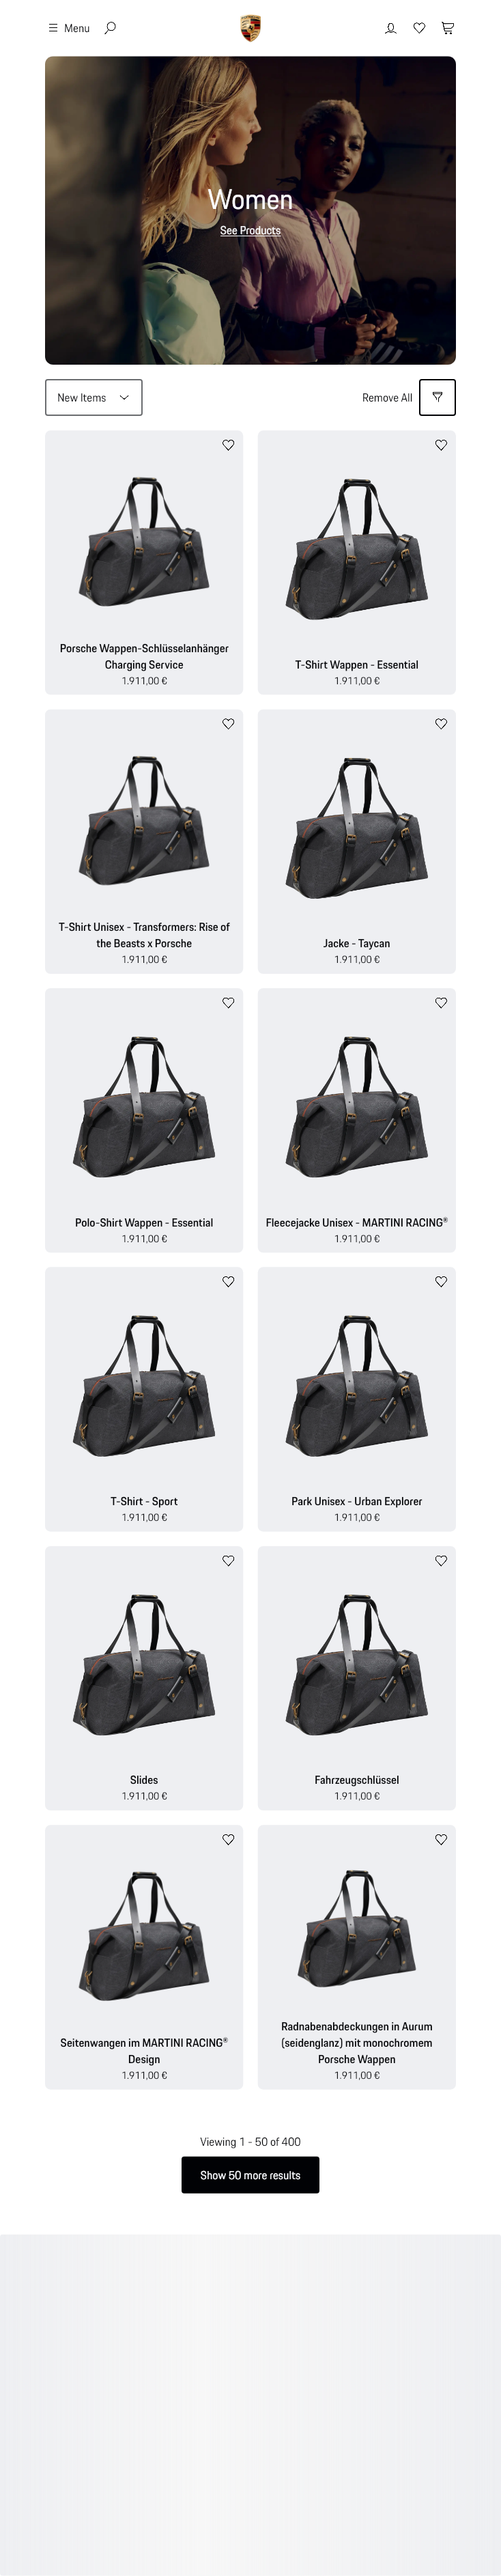 Menu
Women
See Products
New Items
Remove All
Porsche Wappen-Schlüsselanhänger
Charging Service
1.911,00 €
T-Shirt Wappen - Essential
1.911,00 €
T-Shirt Unisex - Transformers: Rise of
the Beasts x Porsche
1.911,00 €
Jacke - Taycan
1.911,00 €
Polo-Shirt Wappen - Essential
1.911,00 €
Fleecejacke Unisex - MARTINI RACING®
1.911,00 €
T-Shirt - Sport
1.911,00 €
Park Unisex - Urban Explorer
1.911,00 €
Slides
1.911,00 €
Fahrzeugschlüssel
1.911,00 €
Seitenwangen im MARTINI RACING®
Design
1.911,00 €
Radnabenabdeckungen in Aurum
(seidenglanz) mit monochromem
Porsche Wappen
1.911,00 €
Viewing 1 - 50 of 400
Show 50 more results